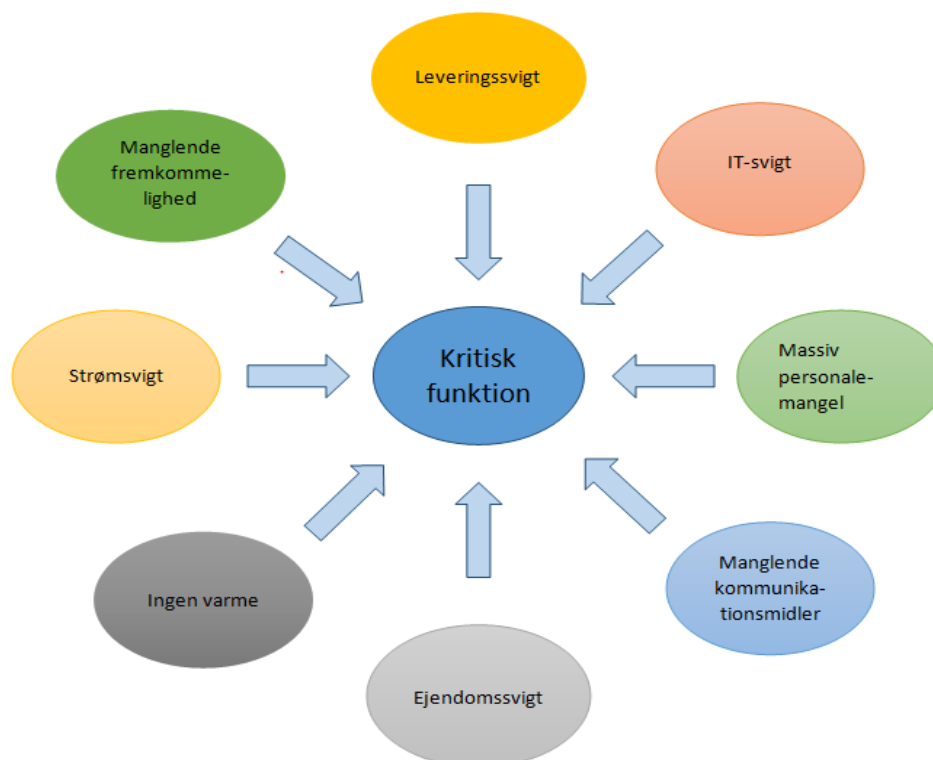 Leveringssvigt
Manglende
fremkomme-
lighed
IT-svigt
Strømsvigt
Kritisk
funktion
Massiv
personale-
mangel
Ingen varme
Manglende
kommunika-
tionsmidler
Ejendomssvigt